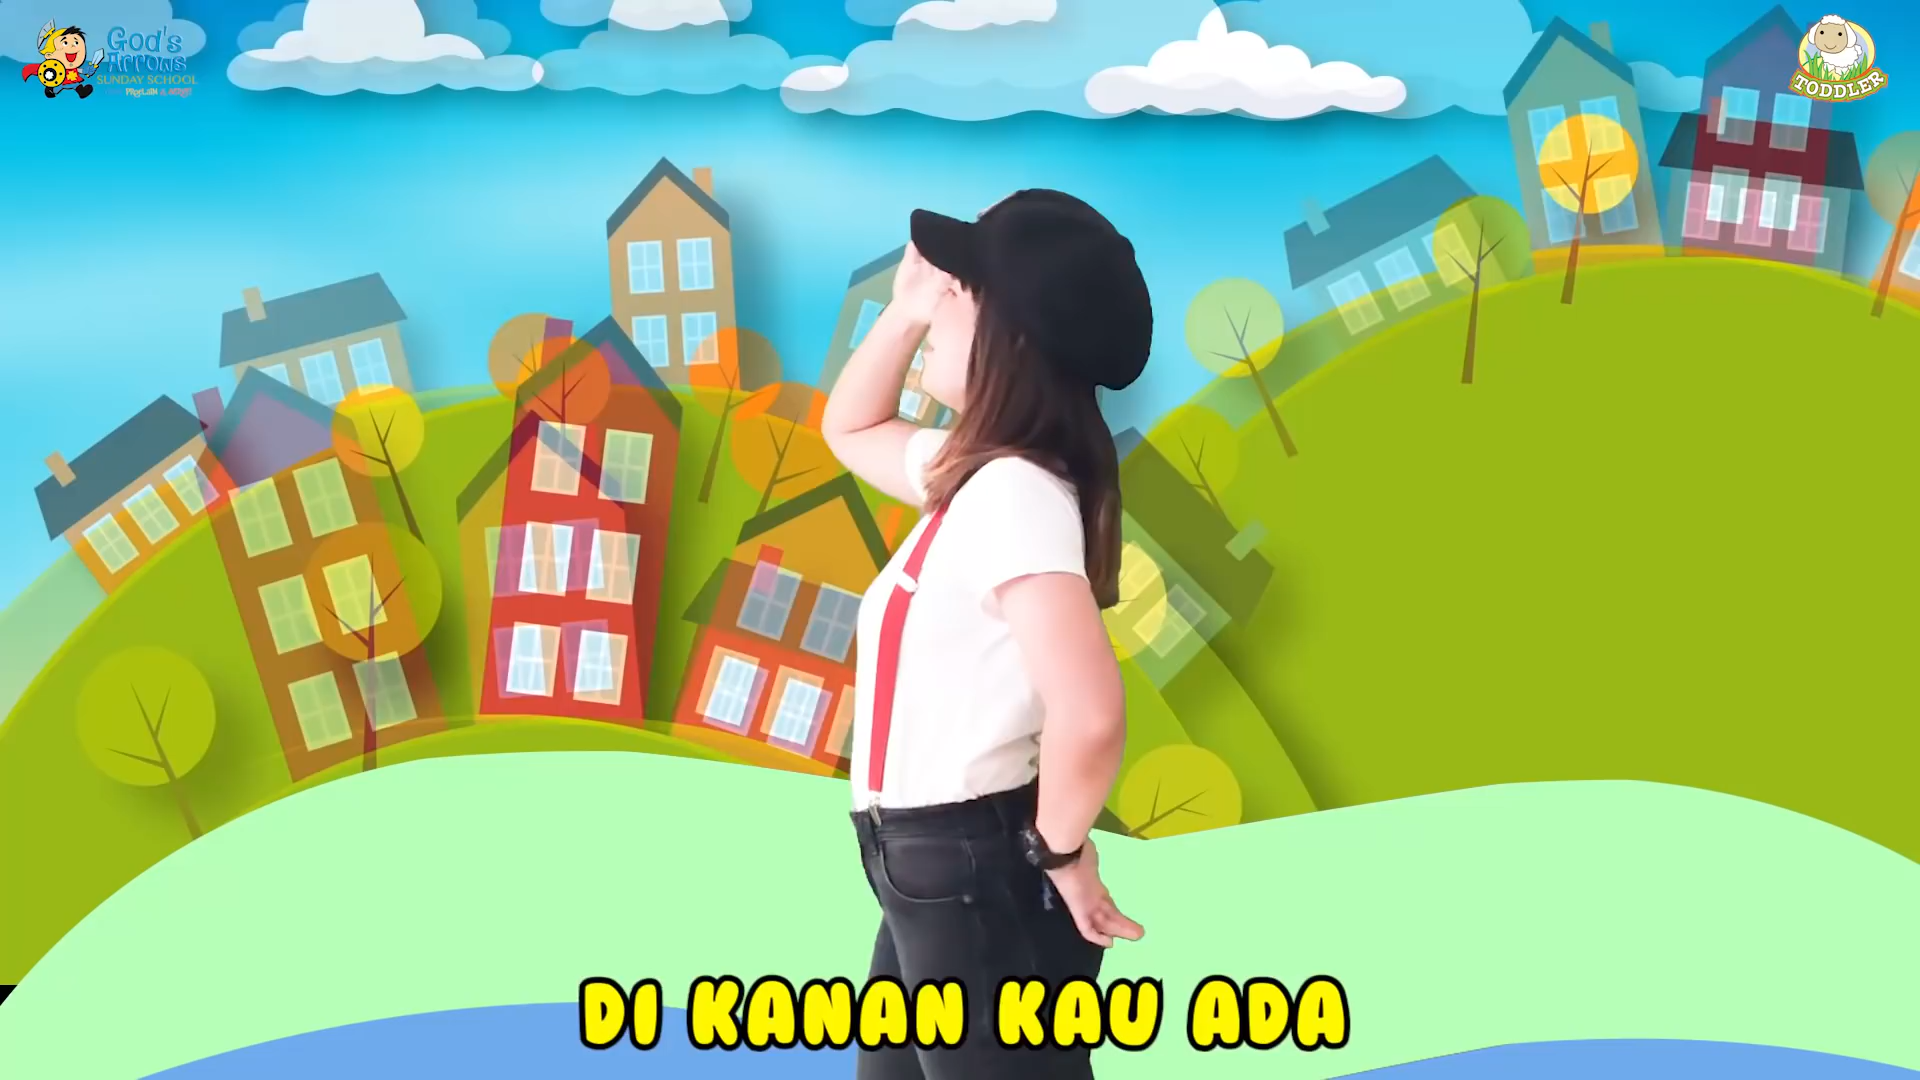 God's
Arrows
SUNDAY SCHOOL
TODDLER
DI KANAN KAU ADA